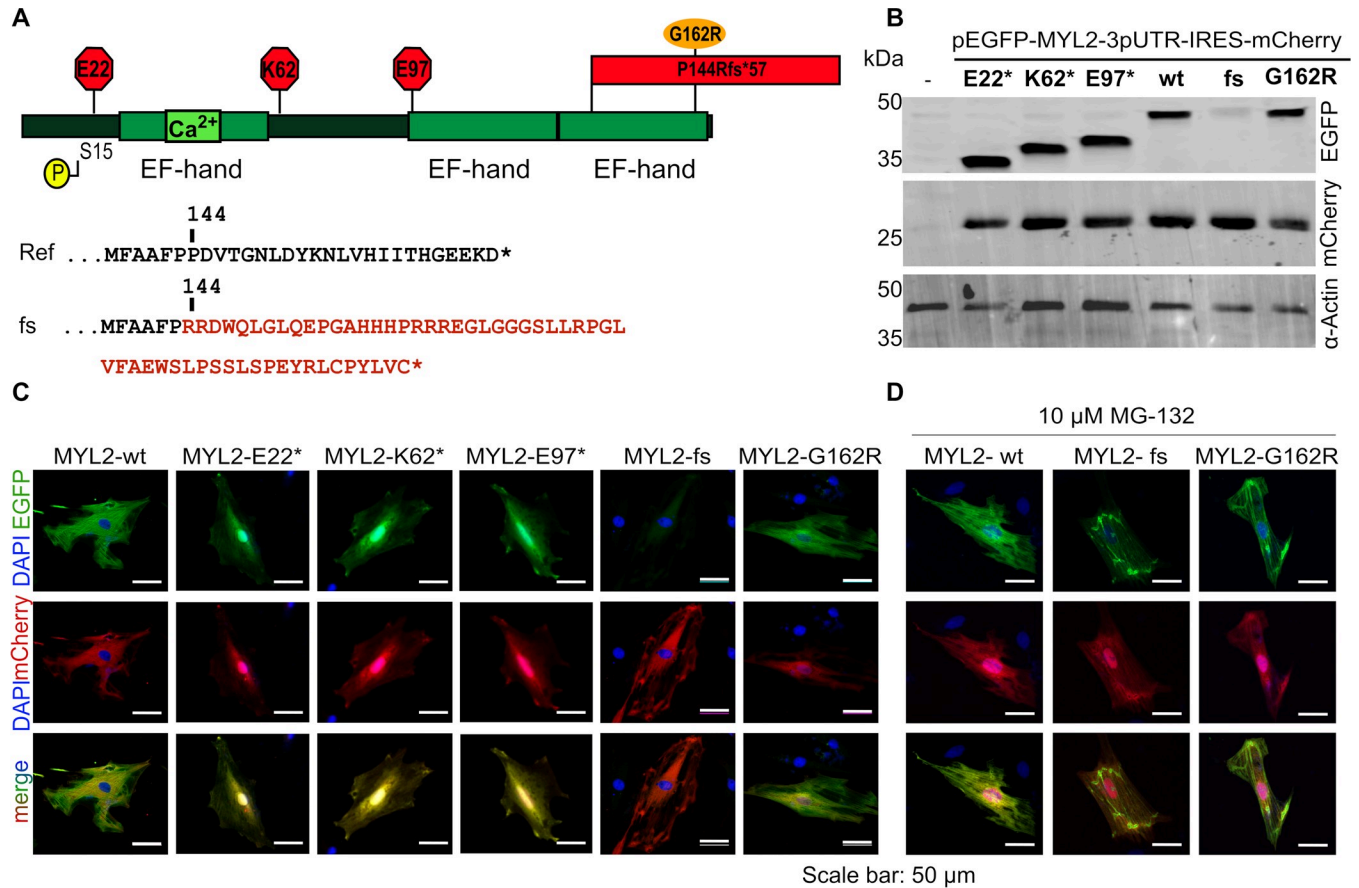 A
E22
K62
E97
G162R
P144Rfs*57
Ca2+
P
S15
EF-hand
EF-hand
EF-hand
144
Ref ...MFAAFPPDVTGNLDYKNLVHIITHGEEKD*
144
fs ...MFAAFPRRDWQLGLQEPGAHHHPRRREGLGGGSLLRPGL
VFAEWSLPSSLSPEYRLCPYLVC*
B
pEGFP-MYL2-3pUTR-IRES-mCherry
kDa
- E22* K62* E97* wt fs G162R
50
35
EGFP
25
mCherry
50
35
α-Actin
C
MYL2-wt MYL2-E22* MYL2-K62* MYL2-E97* MYL2-fs MYL2-G162R
DAPI EGFP
DAPI mCherry
merge
D
10 µM MG-132
MYL2- wt MYL2- fs MYL2-G162R
Scale bar: 50 µm